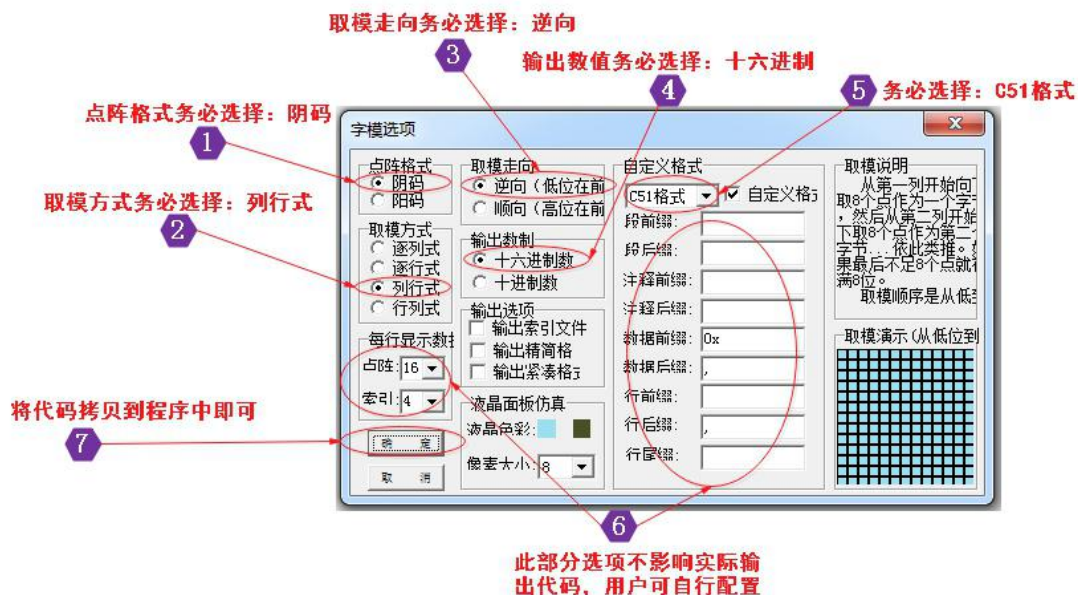 取模走向务必选择：逆向
3
输出数值务必选择：十六进制
4
5
务必选择：C51格式
点阵格式务必选择：阴码
1
取模方式务必选择：列行式
2
字模选项
点阵格式
阴码
阳码
取模方式
逐列式
逐行式
列行式
行列式
每行显示数据
点阵:16
索引:4
确 定
取 消
取模走向
逆向(低位在前
顺向(高位在前
输出数制
十六进制数
十进制数
输出选项
输出索引文件
输出精简格
输出紧凑格式
液晶面板仿真
液晶色彩:
像素大小:8
自定义格式
C51格式
自定义格式
段前缀:
段后缀:
注释前缀:
注释后缀:
数据前缀:0x
数据后缀:,
行前缀:
行后缀:,
行尾缀:
取模说明
从第一列开始向下
取8个点作为一个字节
，然后从第二列开始
下取8个点作为第二个
字节...依此类推。如
果最后不足8个点就补
满8位。
取模顺序是从低到
取模演示(从低位到
将代码拷贝到程序中即可
7
6
此部分选项不影响实际输
出代码，用户可自行配置